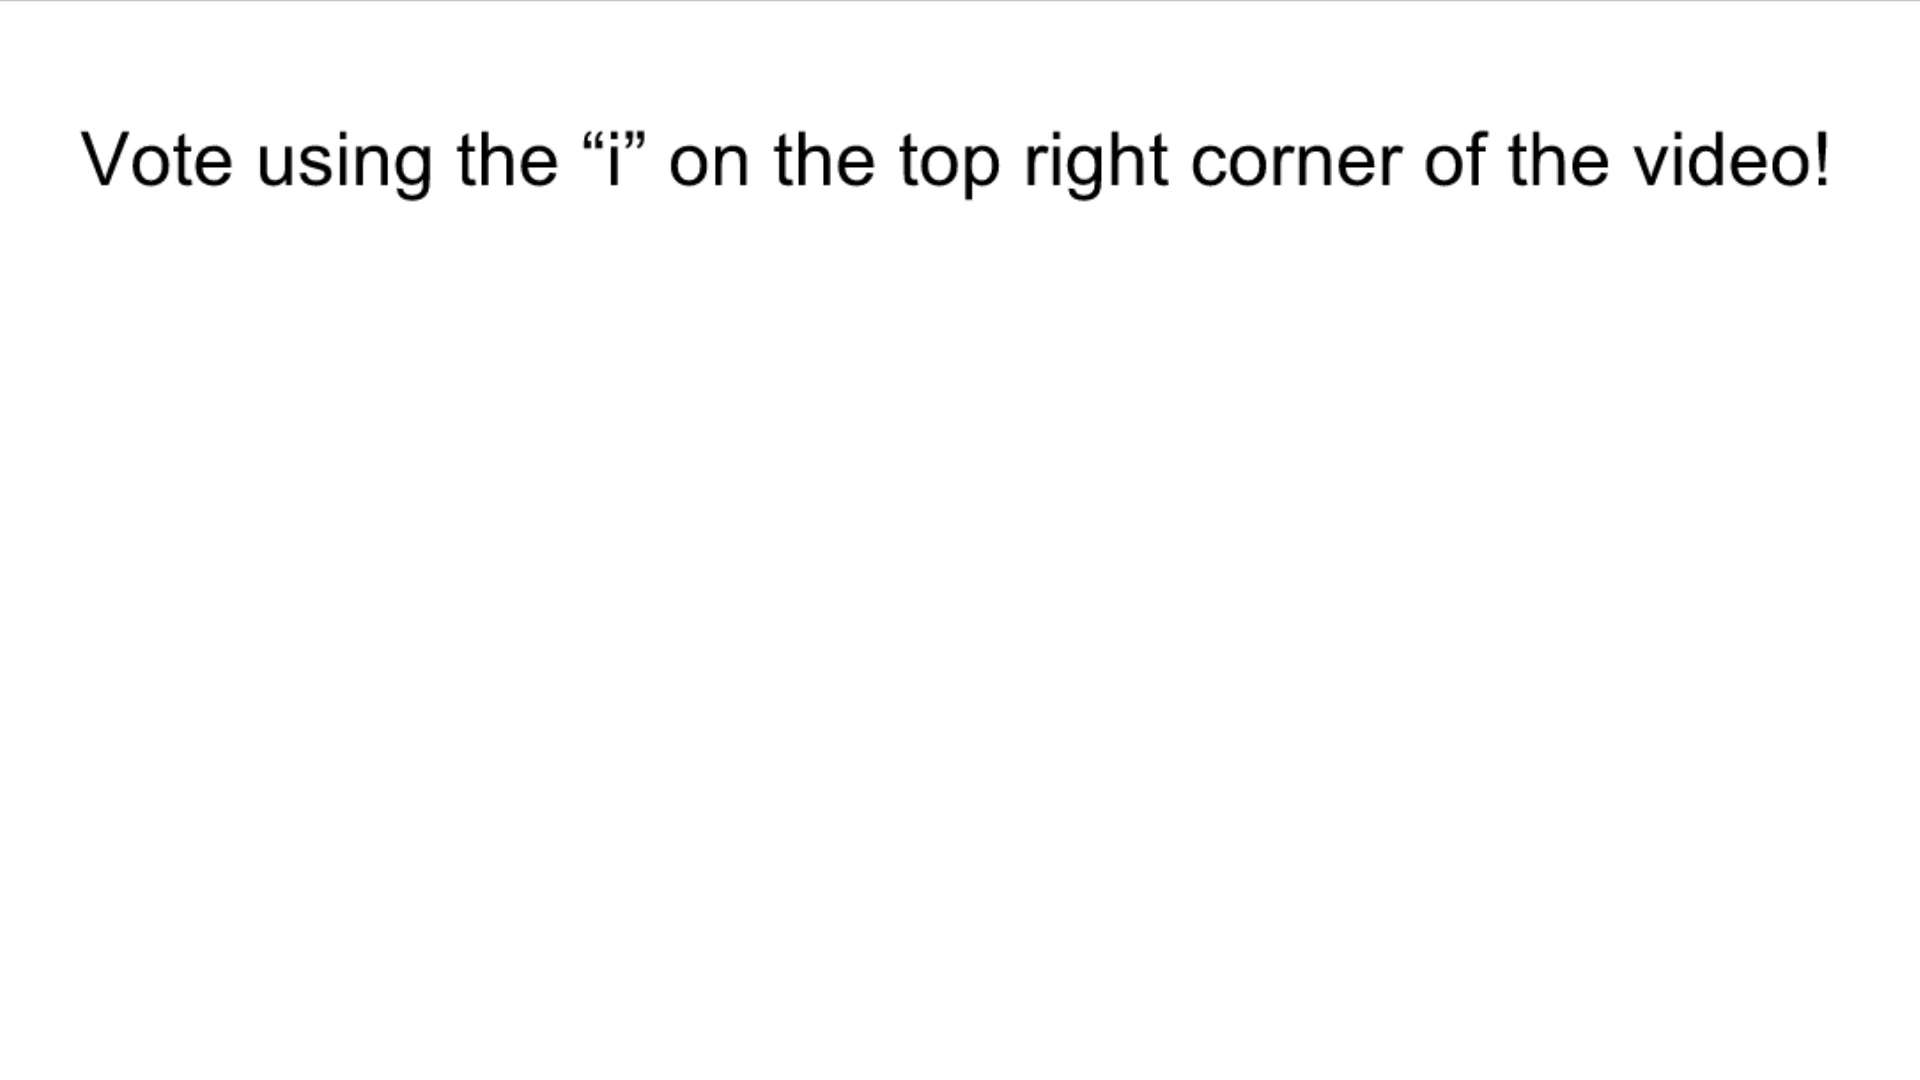 Vote using the “i” on the top right corner of the video!